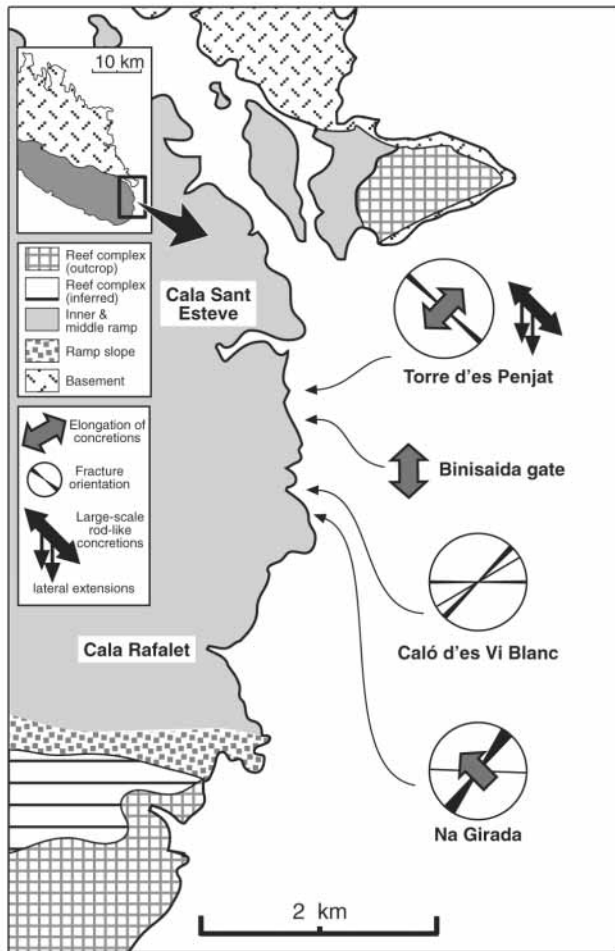 10 km
Reef complex
(outcrop)
Reef complex
(inferred)
Inner &
middle ramp
Ramp slope
Basement
Elongation of
concretions
Fracture
orientation
Large-scale
rod-like
concretions
lateral extensions
Cala Sant
Esteve
Torre d'es Penjat
Binisaida gate
Caló d'es Vi Blanc
Cala Rafalet
Na Girada
2 km